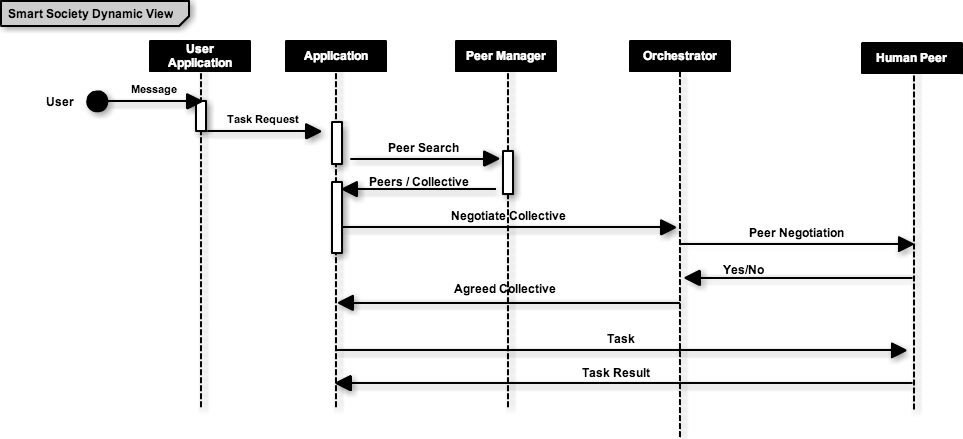 Smart Society Dynamic View
User
Application
Application
Peer Manager
Orchestrator
Human Peer
Message
User
Task Request
Peer Search
Peers / Collective
Negotiate Collective
Peer Negotiation
Yes/No
Agreed Collective
Task
Task Result